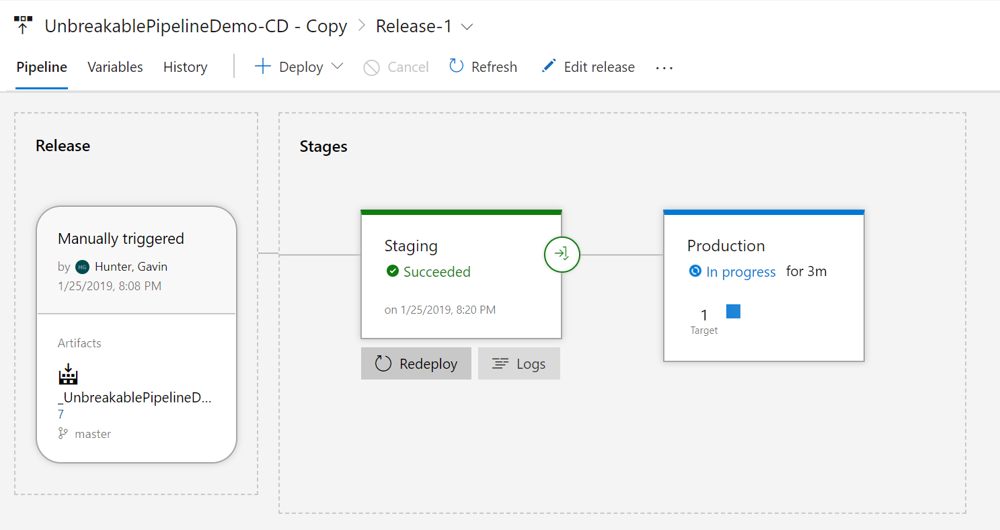 UnbreakablePipelineDemo-CD - Copy > Release-1
Pipeline Variables History Deploy Cancel Refresh Edit release ...
Release
Manually triggered
by HG Hunter, Gavin
1/25/2019, 8:08 PM
Artifacts
_UnbreakablePipelineD...
7
master
Stages
Staging
Succeeded
on 1/25/2019, 8:20 PM
Redeploy Logs
Production
In progress for 3m
1
Target